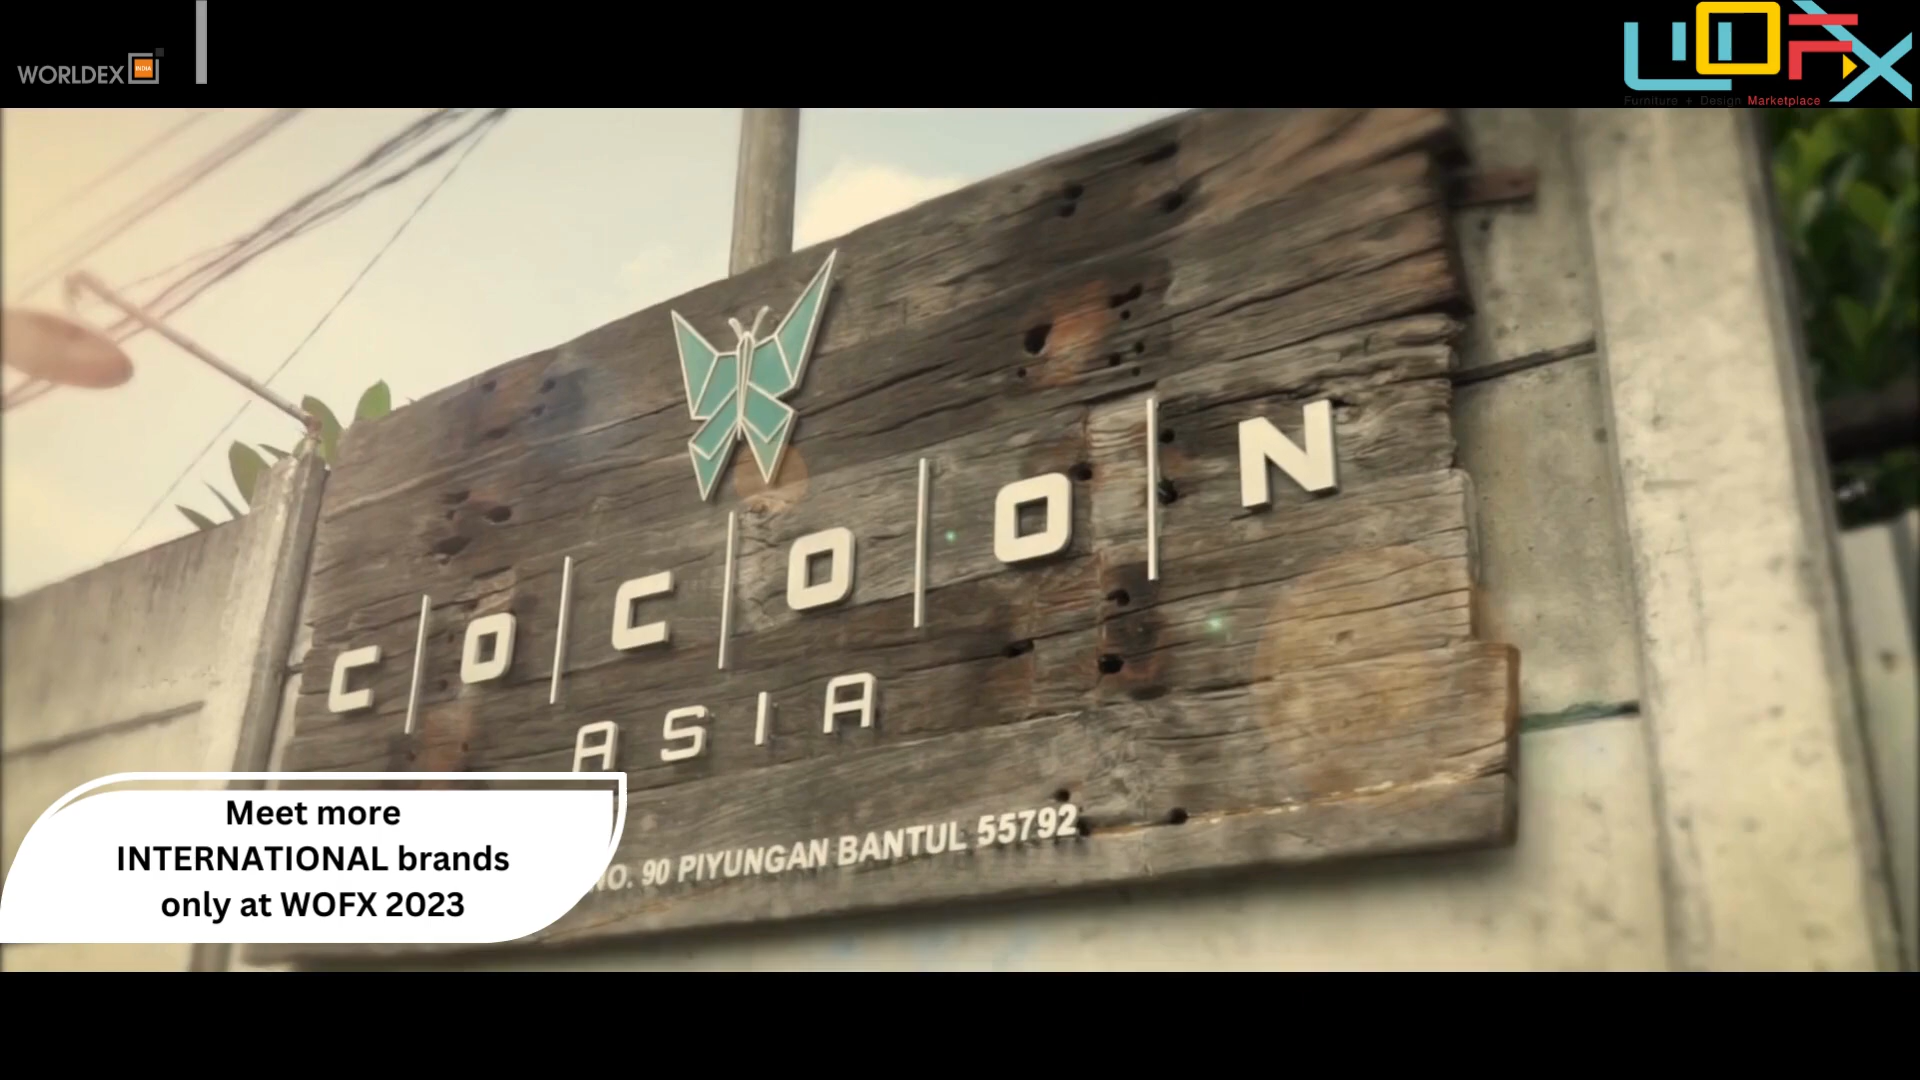 WORLDEX
INDIA
WOFX
Furniture + Design Marketplace
C|O|C|O|O|N
ASIA
NO. 90 PIYUNGAN BANTUL 55792
Meet more
INTERNATIONAL brands
only at WOFX 2023